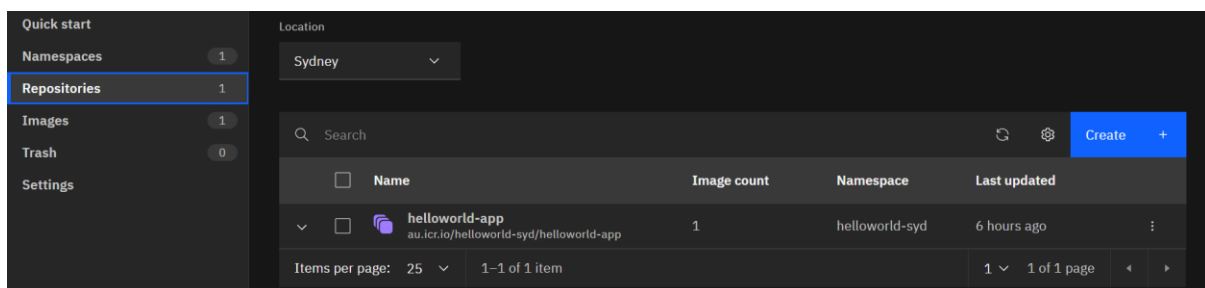 Quick start
Namespaces 1
Repositories 1
Images 1
Trash 0
Settings
Location
Sydney
Search
Create +
Name Image count Namespace Last updated
helloworld-app 1 helloworld-syd 6 hours ago
au.icr.io/helloworld-syd/helloworld-app
Items per page: 25 1–1 of 1 item 1 1 of 1 page